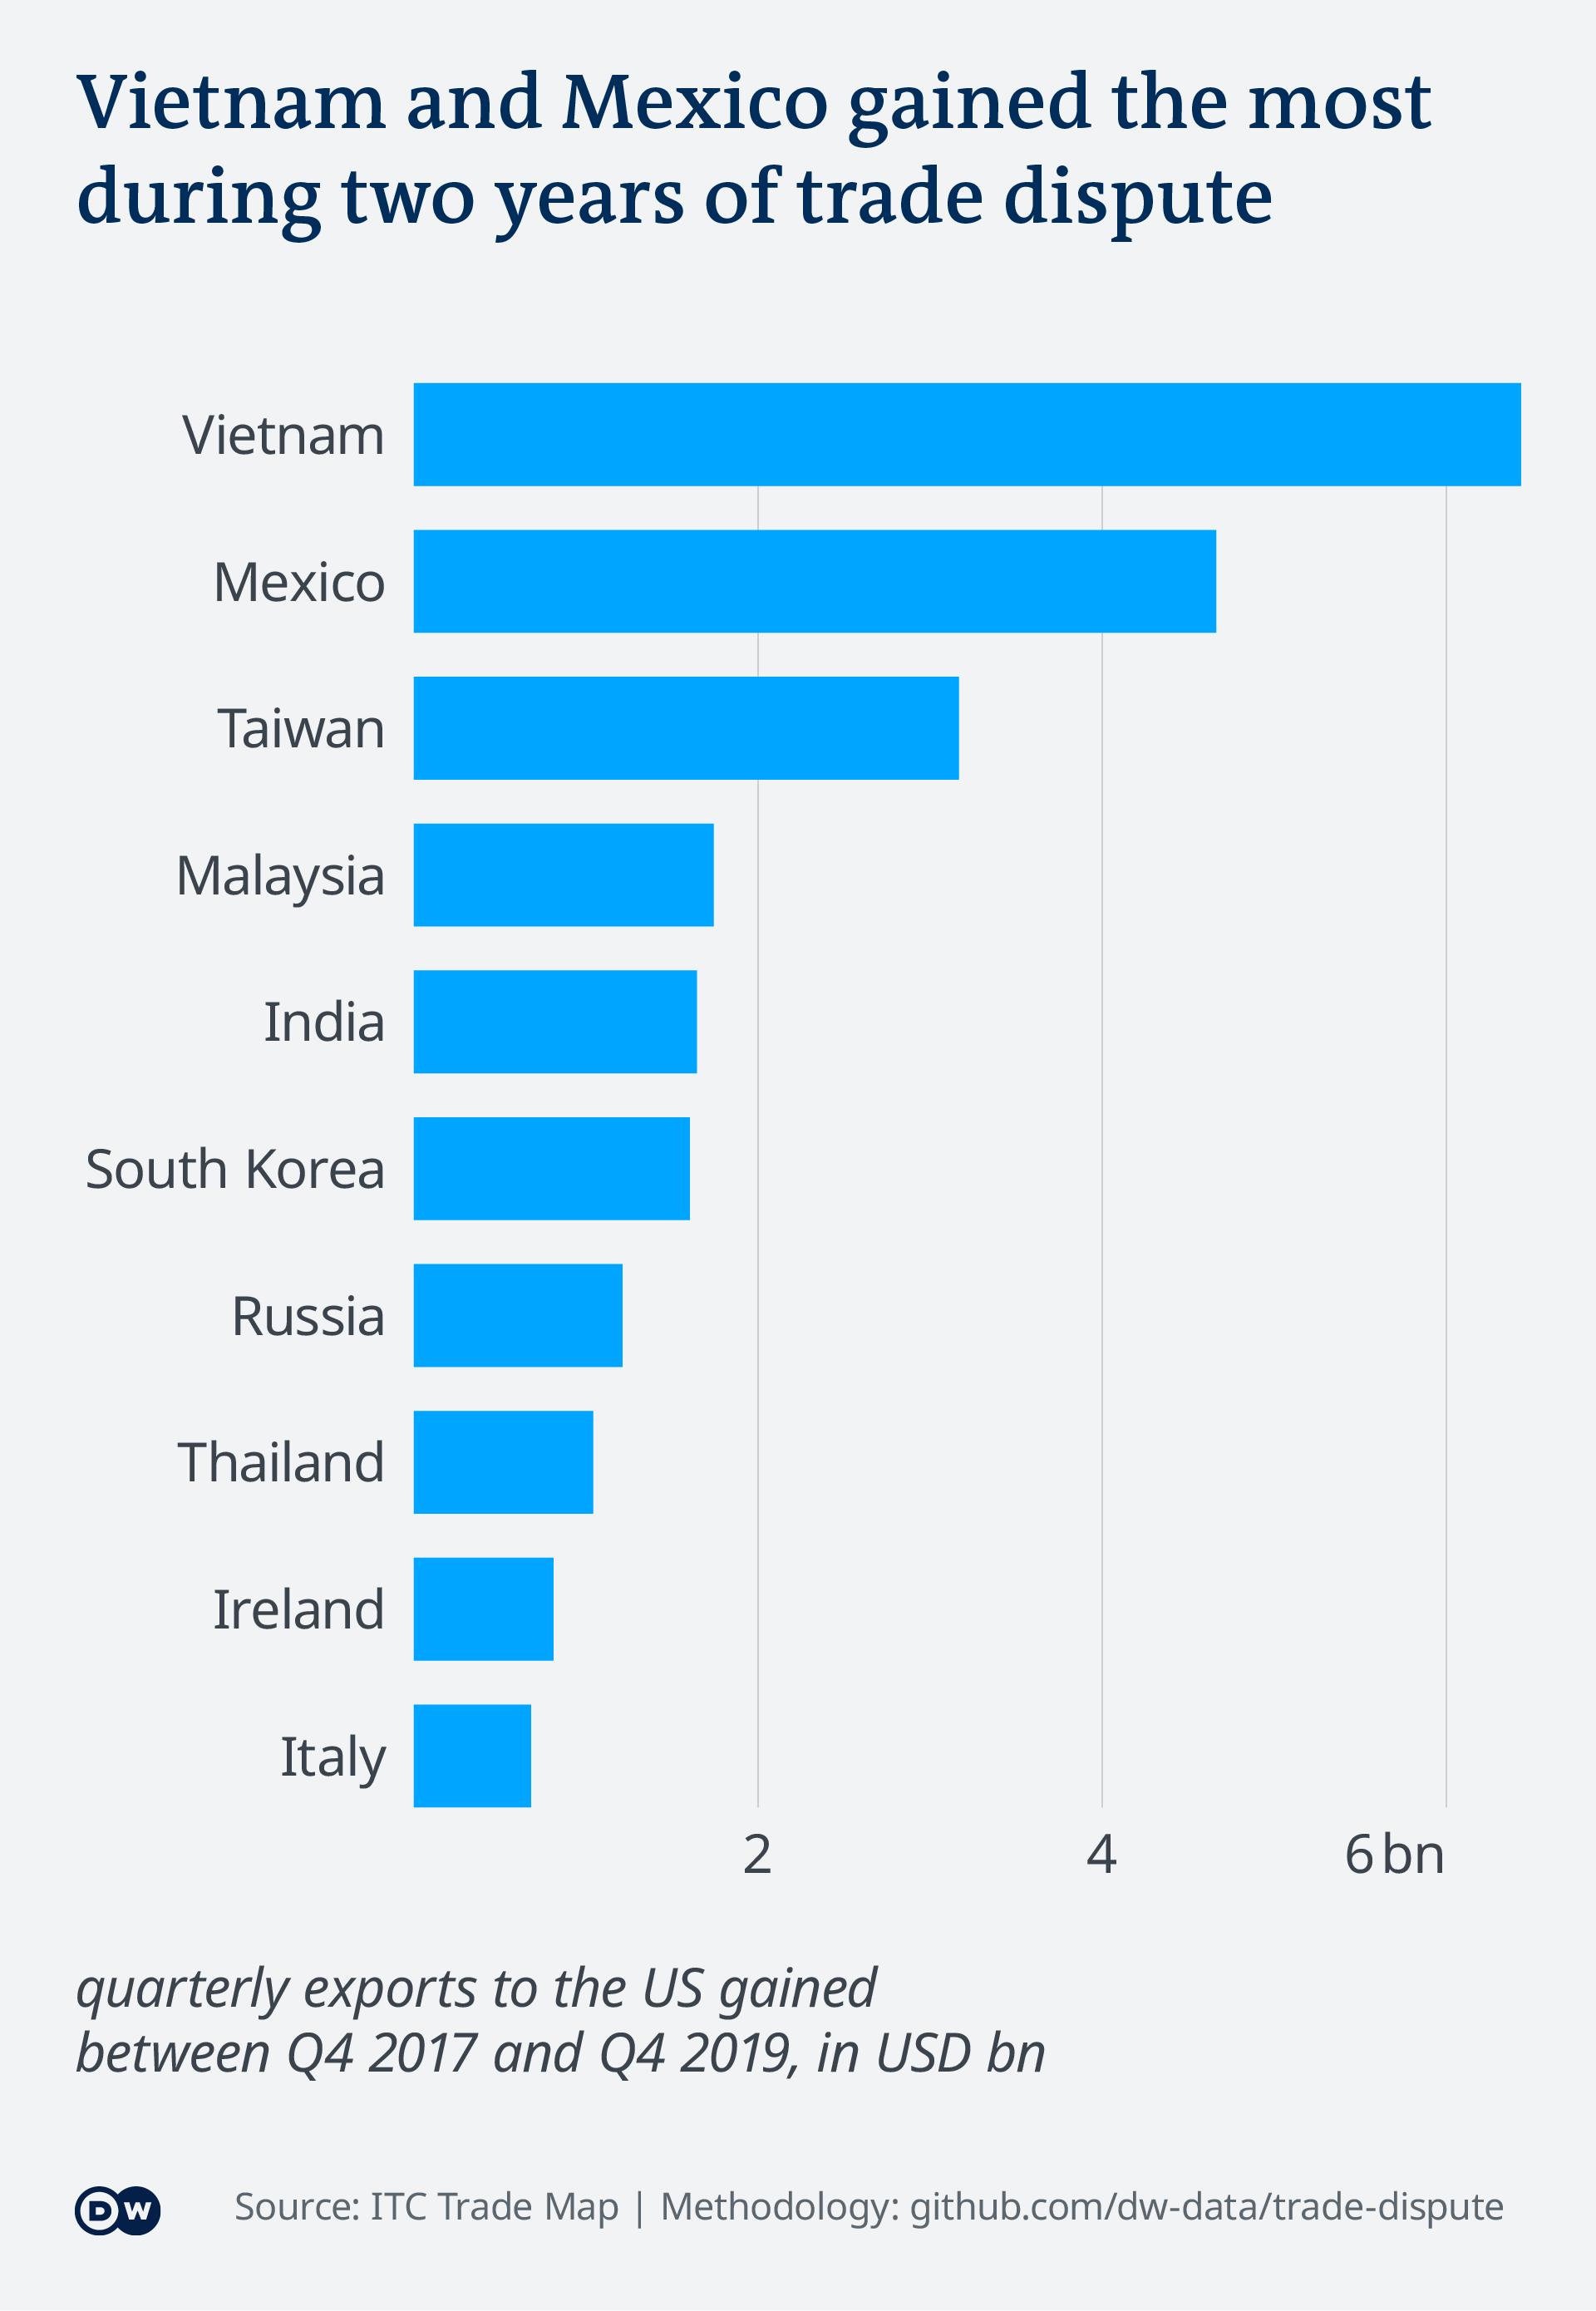 Vietnam and Mexico gained the most
during two years of trade dispute
Vietnam
Mexico
Taiwan
Malaysia
India
South Korea
Russia
Thailand
Ireland
Italy
2 4 6 bn
quarterly exports to the US gained
between Q4 2017 and Q4 2019, in USD bn
DW Source: ITC Trade Map | Methodology: github.com/dw-data/trade-dispute